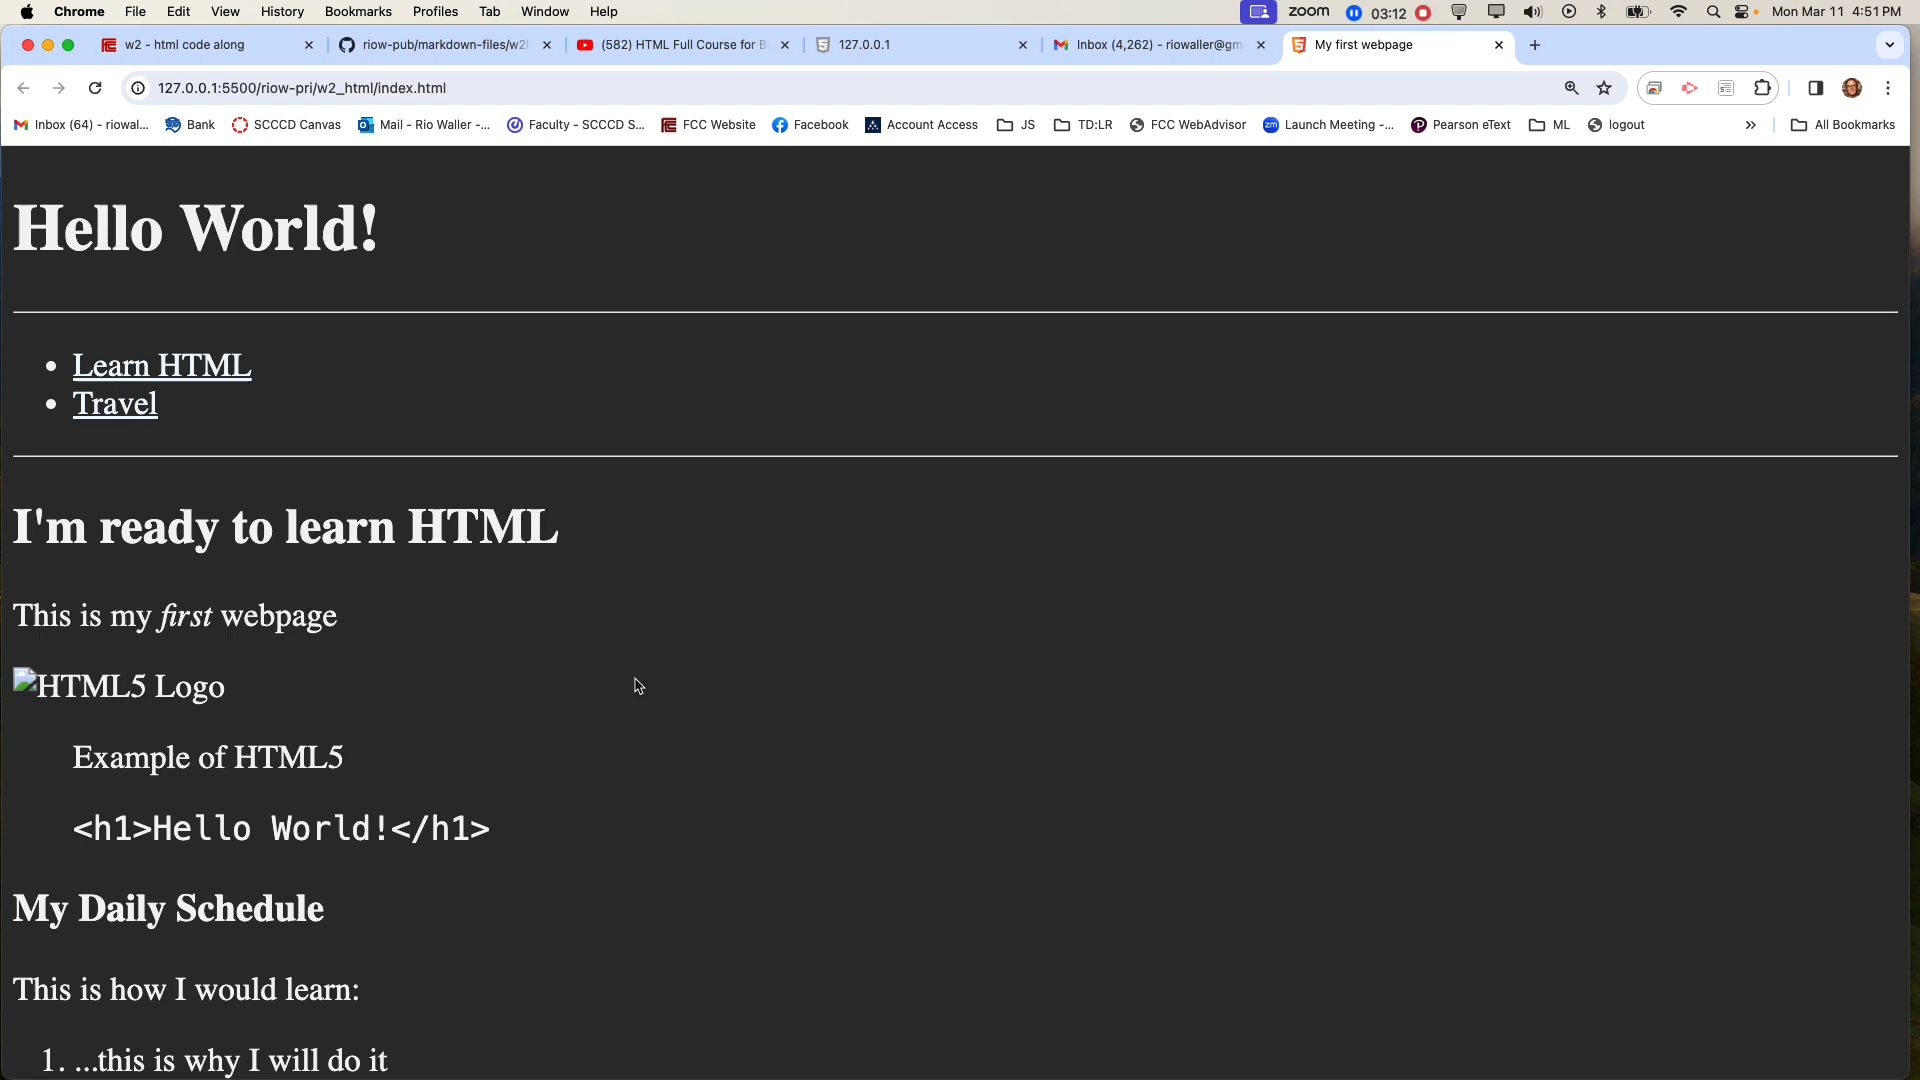 Chrome File Edit View History Bookmarks Profiles Tab Window Help zoom 03:12 Mon Mar 11 4:51 PM
w2 - html code along riow-pub/markdown-files/w2 (582) HTML Full Course for B 127.0.0.1 Inbox (4,262) - riowaller@gm My first webpage
127.0.0.1:5500/riow-pri/w2_html/index.html
Inbox (64) - riowal... Bank SCCCD Canvas Mail - Rio Waller -... Faculty - SCCCD S... FCC Website Facebook Account Access JS TD:LR FCC WebAdvisor zm Launch Meeting -... Pearson eText ML logout All Bookmarks
Hello World!
Learn HTML
Travel
I'm ready to learn HTML
This is my first webpage
HTML5 Logo
Example of HTML5
<h1>Hello World!</h1>
My Daily Schedule
This is how I would learn:
1. ...this is why I will do it